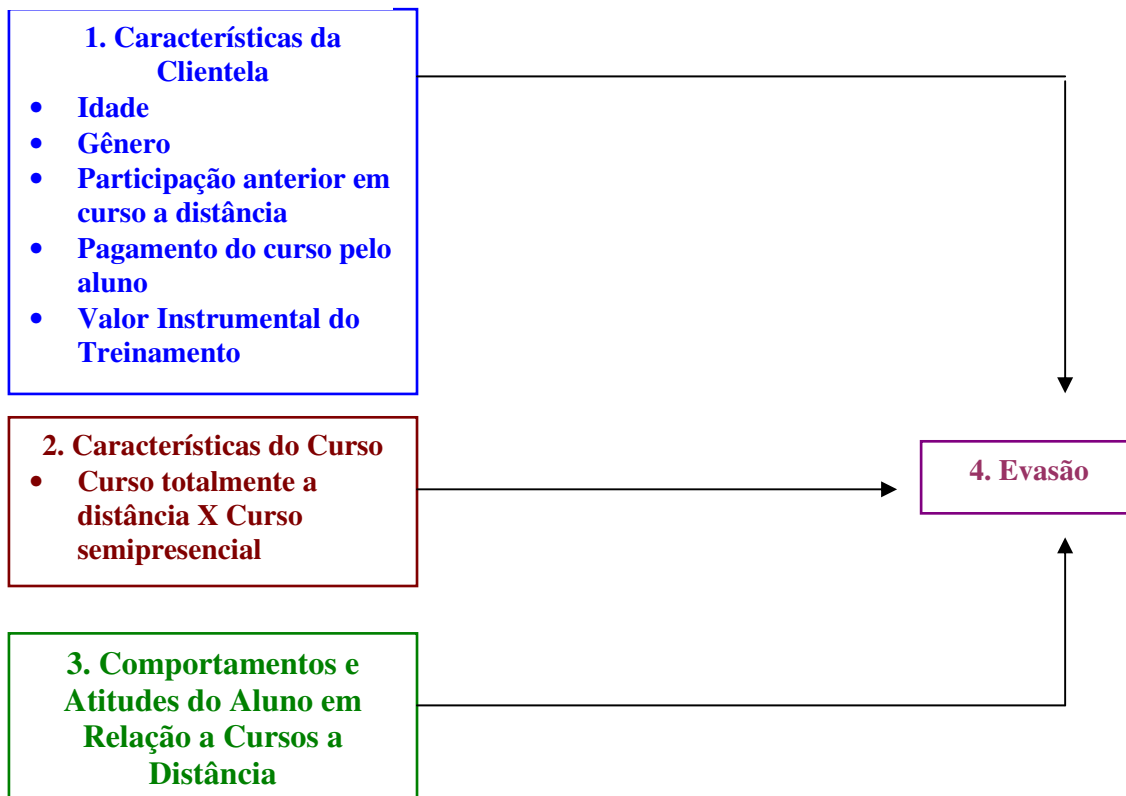 1. Características da
Clientela
• Idade
• Gênero
• Participação anterior em
curso a distância
• Pagamento do curso pelo
aluno
• Valor Instrumental do
Treinamento
2. Características do Curso
• Curso totalmente a
distância X Curso
semipresencial
4. Evasão
3. Comportamentos e
Atitudes do Aluno em
Relação a Cursos a
Distância